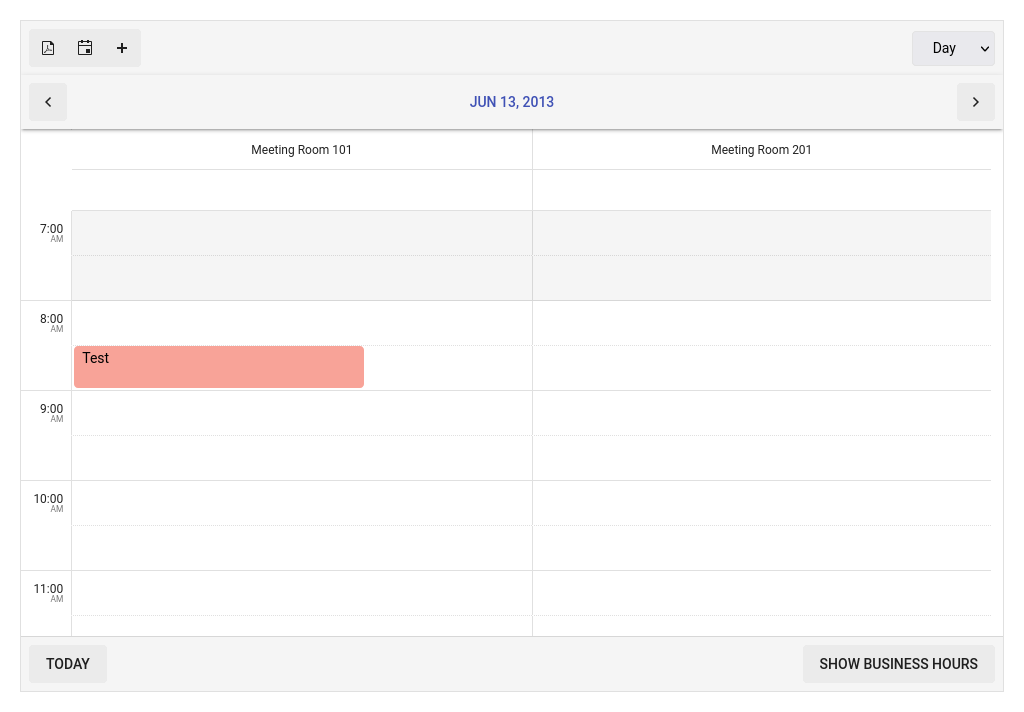 Day
JUN 13, 2013
Meeting Room 101
Meeting Room 201
7:00
AM
8:00
AM
Test
9:00
AM
10:00
AM
11:00
AM
TODAY
SHOW BUSINESS HOURS